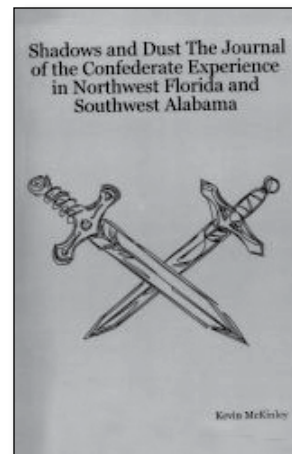 Shadows and Dust The Journal
of the Confederate Experience
in Northwest Florida and
Southwest Alabama
Kevin McKinley